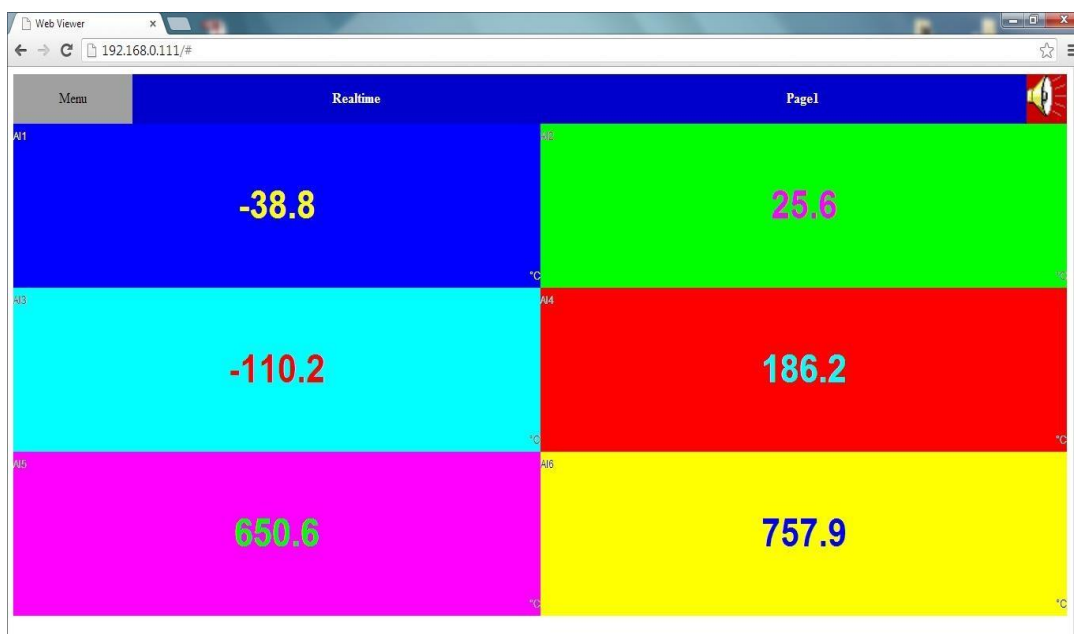 Web Viewer
192.168.0.111/#
Menu Realtime Page1
AI1
-38.8
°C
AI2
25.6
°C
AI3
-110.2
°C
AI4
186.2
°C
AI5
650.6
°C
AI6
757.9
°C